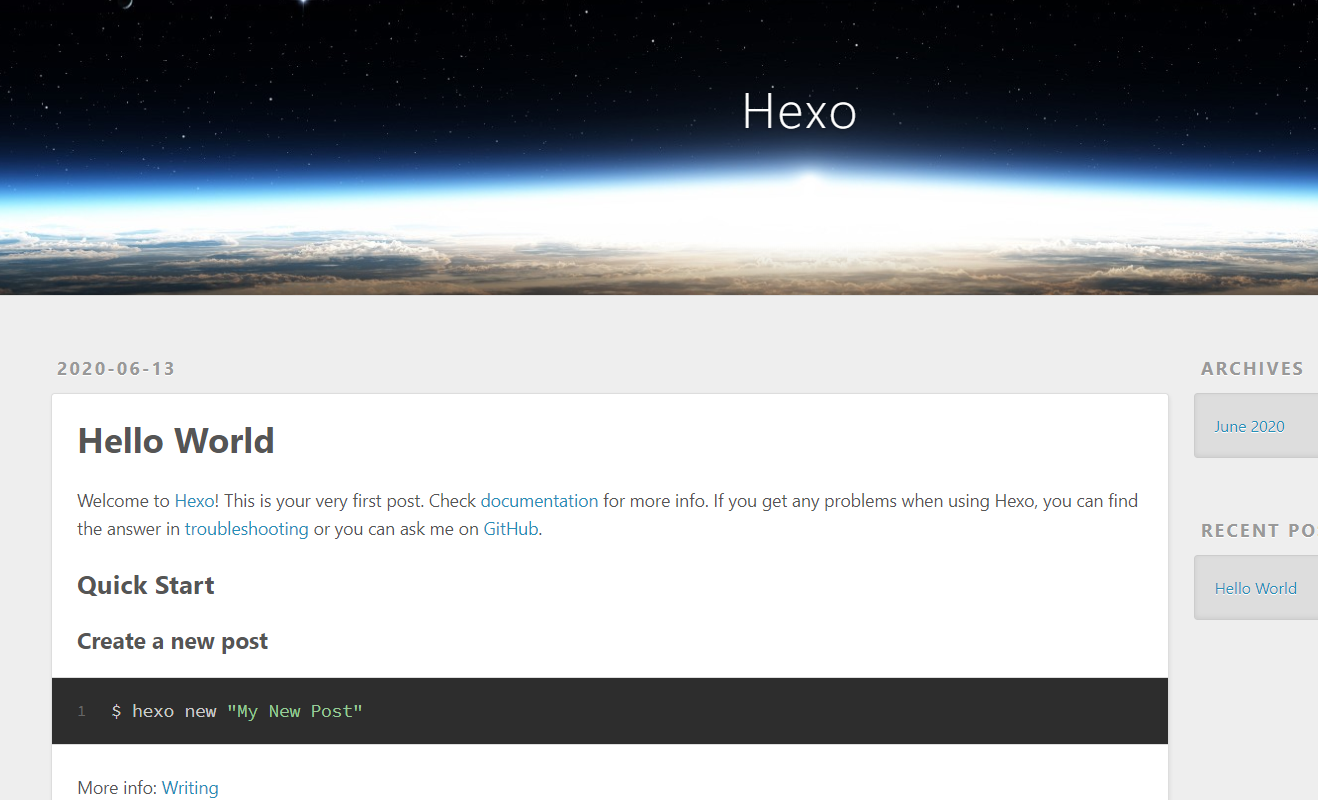 Hexo
2020-06-13
Hello World
Welcome to Hexo! This is your very first post. Check documentation for more info. If you get any problems when using Hexo, you can find
the answer in troubleshooting or you can ask me on GitHub.
Quick Start
Create a new post
1 $ hexo new "My New Post"
More info: Writing
ARCHIVES
June 2020
RECENT PO
Hello World